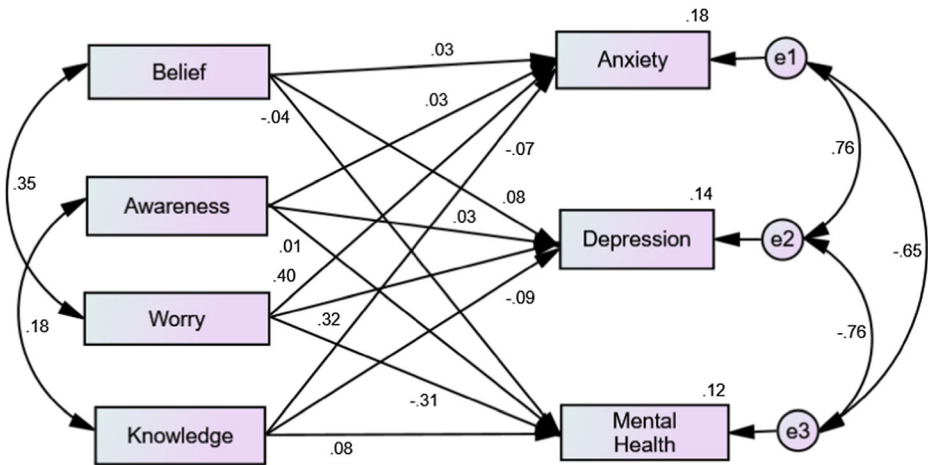 .18
Belief
.03
Anxiety
e1
.03
-.04
-.07
.76
.35
Awareness
.08
.14
.03
Depression
e2
.01
-.65
.40
-.09
Worry
.32
.18
-.76
-.31
.12
Knowledge
Mental
Health
e3
.08